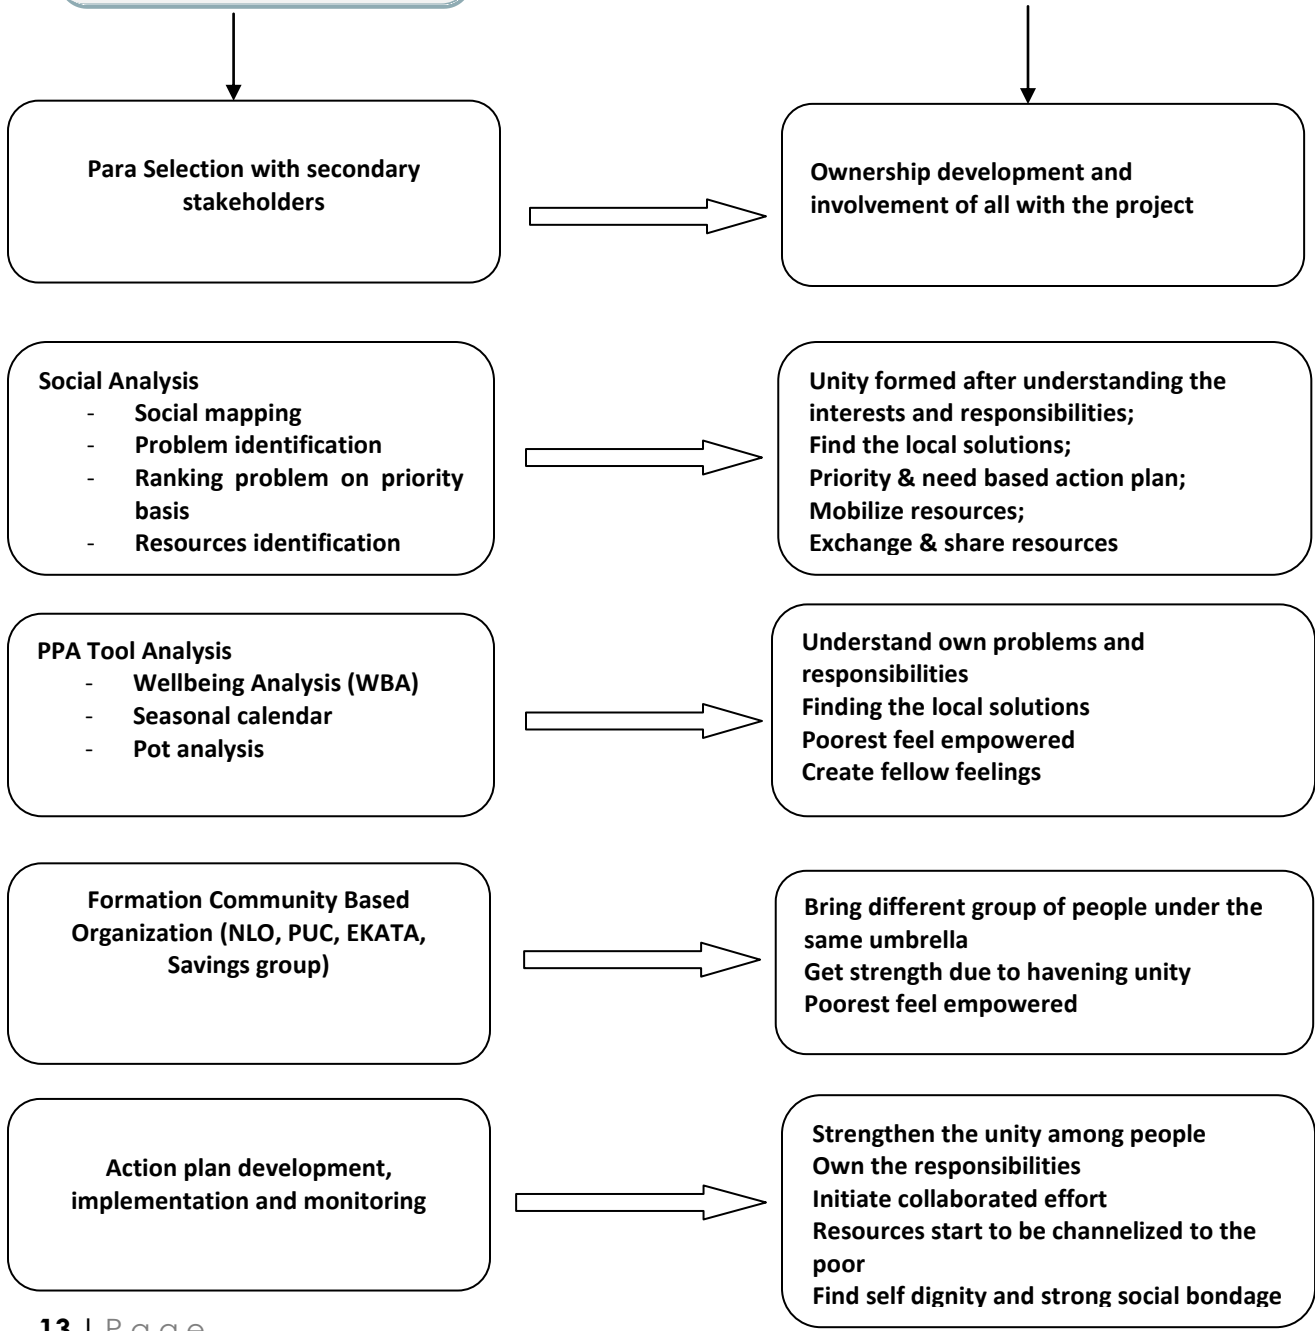 Para Selection with secondary
stakeholders
Ownership development and
involvement of all with the project
Social Analysis
- Social mapping
- Problem identification
- Ranking problem on priority
basis
- Resources identification
Unity formed after understanding the
interests and responsibilities;
Find the local solutions;
Priority & need based action plan;
Mobilize resources;
Exchange & share resources
PPA Tool Analysis
- Wellbeing Analysis (WBA)
- Seasonal calendar
- Pot analysis
Understand own problems and
responsibilities
Finding the local solutions
Poorest feel empowered
Create fellow feelings
Formation Community Based
Organization (NLO, PUC, EKATA,
Savings group)
Bring different group of people under the
same umbrella
Get strength due to havening unity
Poorest feel empowered
Action plan development,
implementation and monitoring
Strengthen the unity among people
Own the responsibilities
Initiate collaborated effort
Resources start to be channelized to the
poor
Find self dignity and strong social bondage
13 | Page